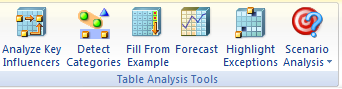 Analyze Key Influencers
Detect Categories
Fill From Example
Forecast
Highlight Exceptions
Scenario Analysis
Table Analysis Tools